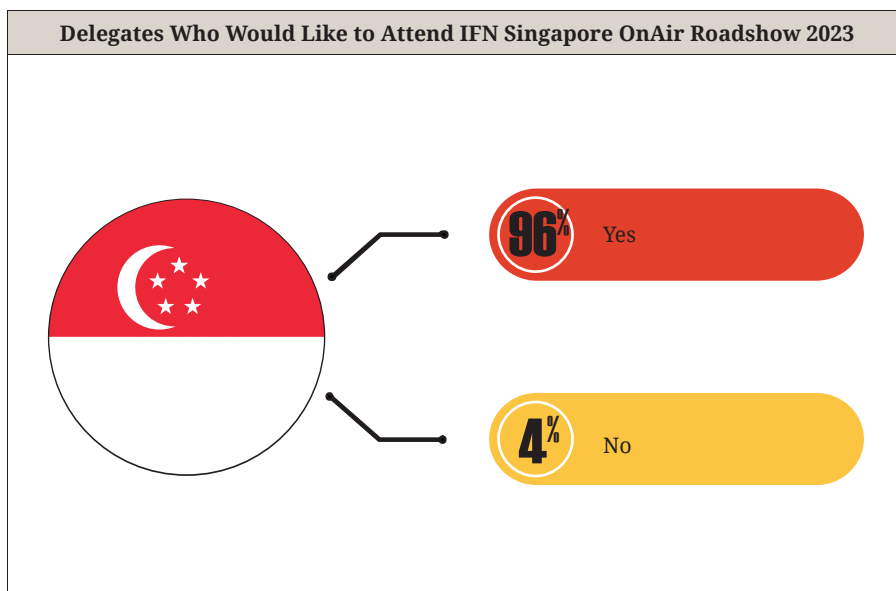 Delegates Who Would Like to Attend IFN Singapore OnAir Roadshow 2023
96% Yes
4% No